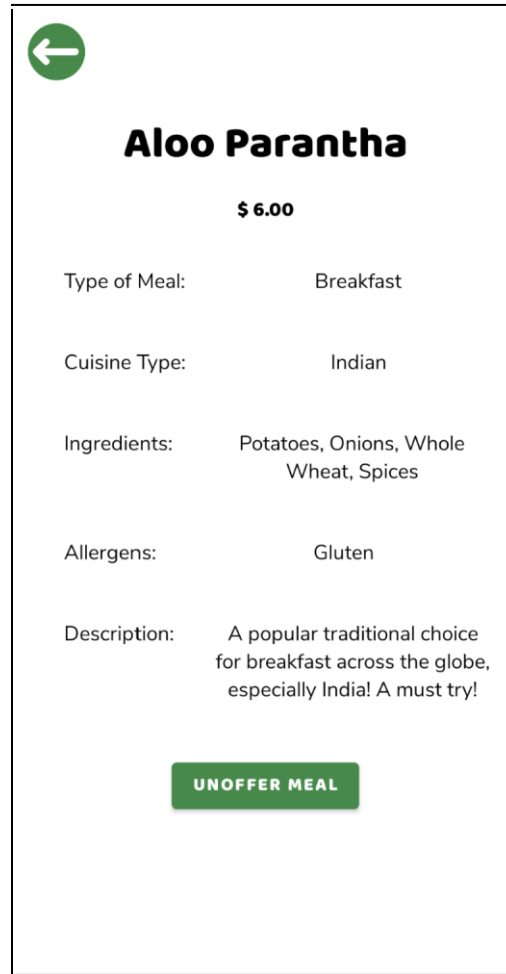 Aloo Parantha
$ 6.00
Type of Meal: Breakfast
Cuisine Type: Indian
Ingredients: Potatoes, Onions, Whole
Wheat, Spices
Allergens: Gluten
Description: A popular traditional choice
for breakfast across the globe,
especially India! A must try!
UNOFFER MEAL